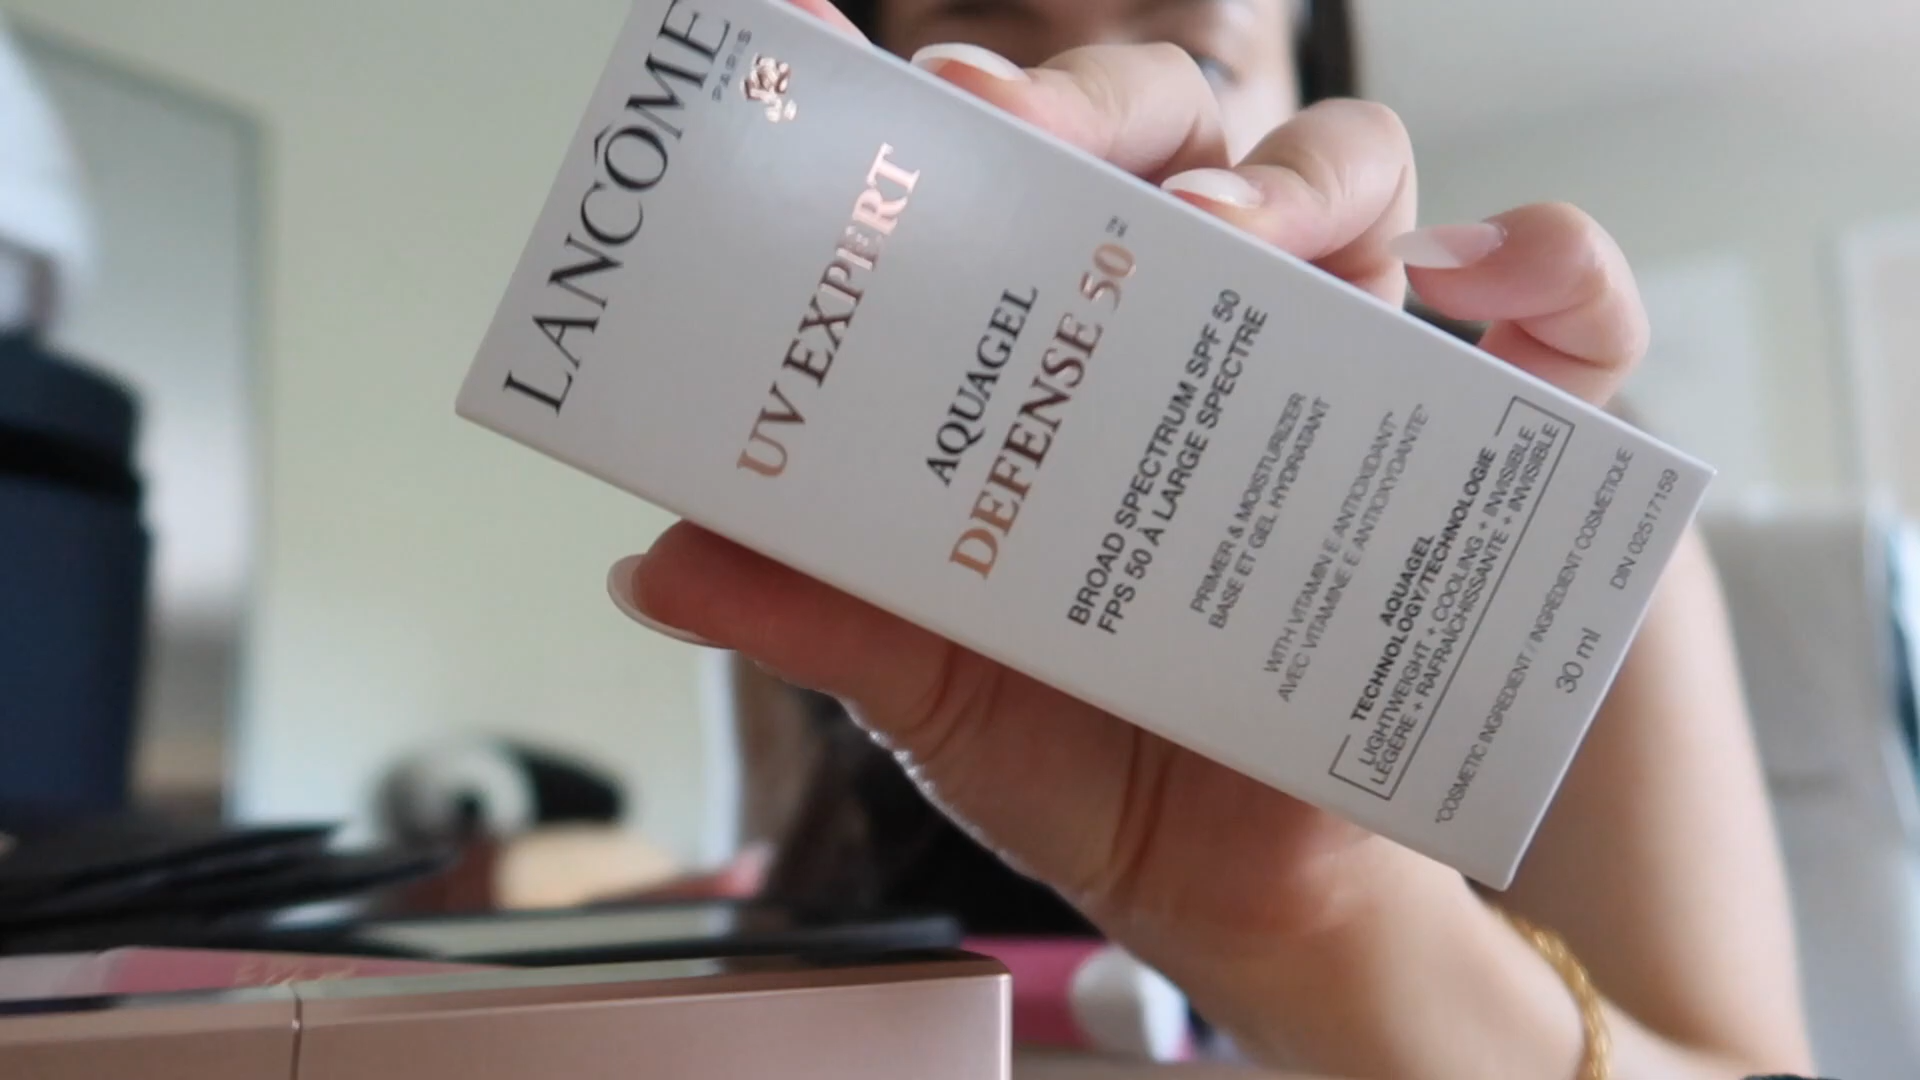 LANCÔME
PARIS
UV EXPERT
AQUAGEL
DEFENSE 50™
BROAD SPECTRUM SPF 50
FPS 50 À LARGE SPECTRE
PRIMER & MOISTURIZER
BASE ET GEL HYDRATANT
WITH VITAMIN E ANTIOXIDANT*
AVEC VITAMINE E ANTIOXYDANTE*
AQUAGEL
TECHNOLOGY/TECHNOLOGIE
LIGHTWEIGHT + COOLING + INVISIBLE
LÉGÈRE + RAFRAÎCHISSANTE + INVISIBLE
*COSMETIC INGREDIENT / INGRÉDIENT COSMÉTIQUE
30 ml
DIN 02517159